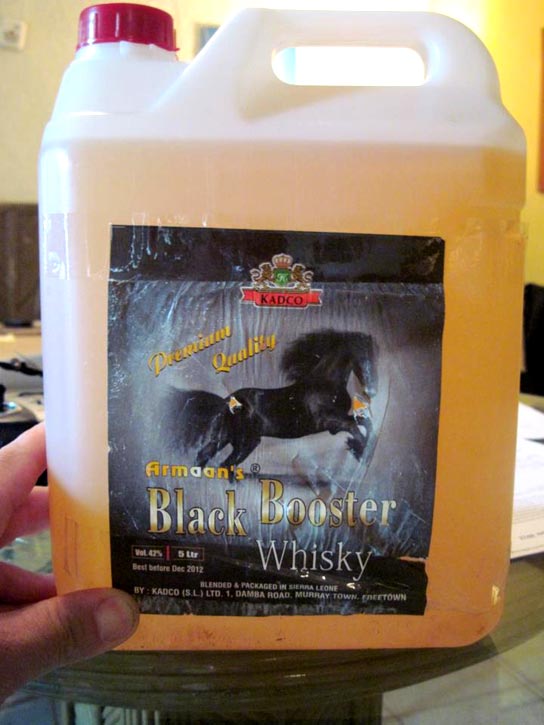 KADCO
Premium
Quality
Armaan's®
Black Booster
Whisky
Vol.42% 5 Ltr
Best before Dec 2012
BLENDED & PACKAGED IN SIERRA LEONE
BY : KADCO (S.L.) LTD. 1, DAMBA ROAD, MURRAY TOWN, FREETOWN